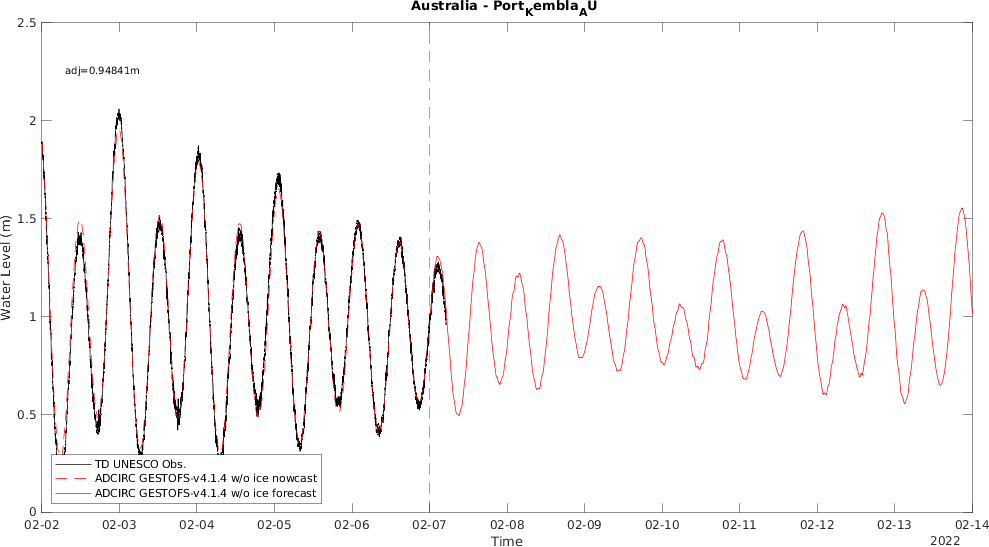 Australia - PortKemblaAU
2.5
adj=0.94841m
2
1.5
Water Level (m)
1
0.5
TD UNESCO Obs.
ADCIRC GESTOFS-v4.1.4 w/o ice nowcast
ADCIRC GESTOFS-v4.1.4 w/o ice forecast
0
02-02 02-03 02-04 02-05 02-06 02-07 02-08 02-09 02-10 02-11 02-12 02-13 02-14
Time
2022